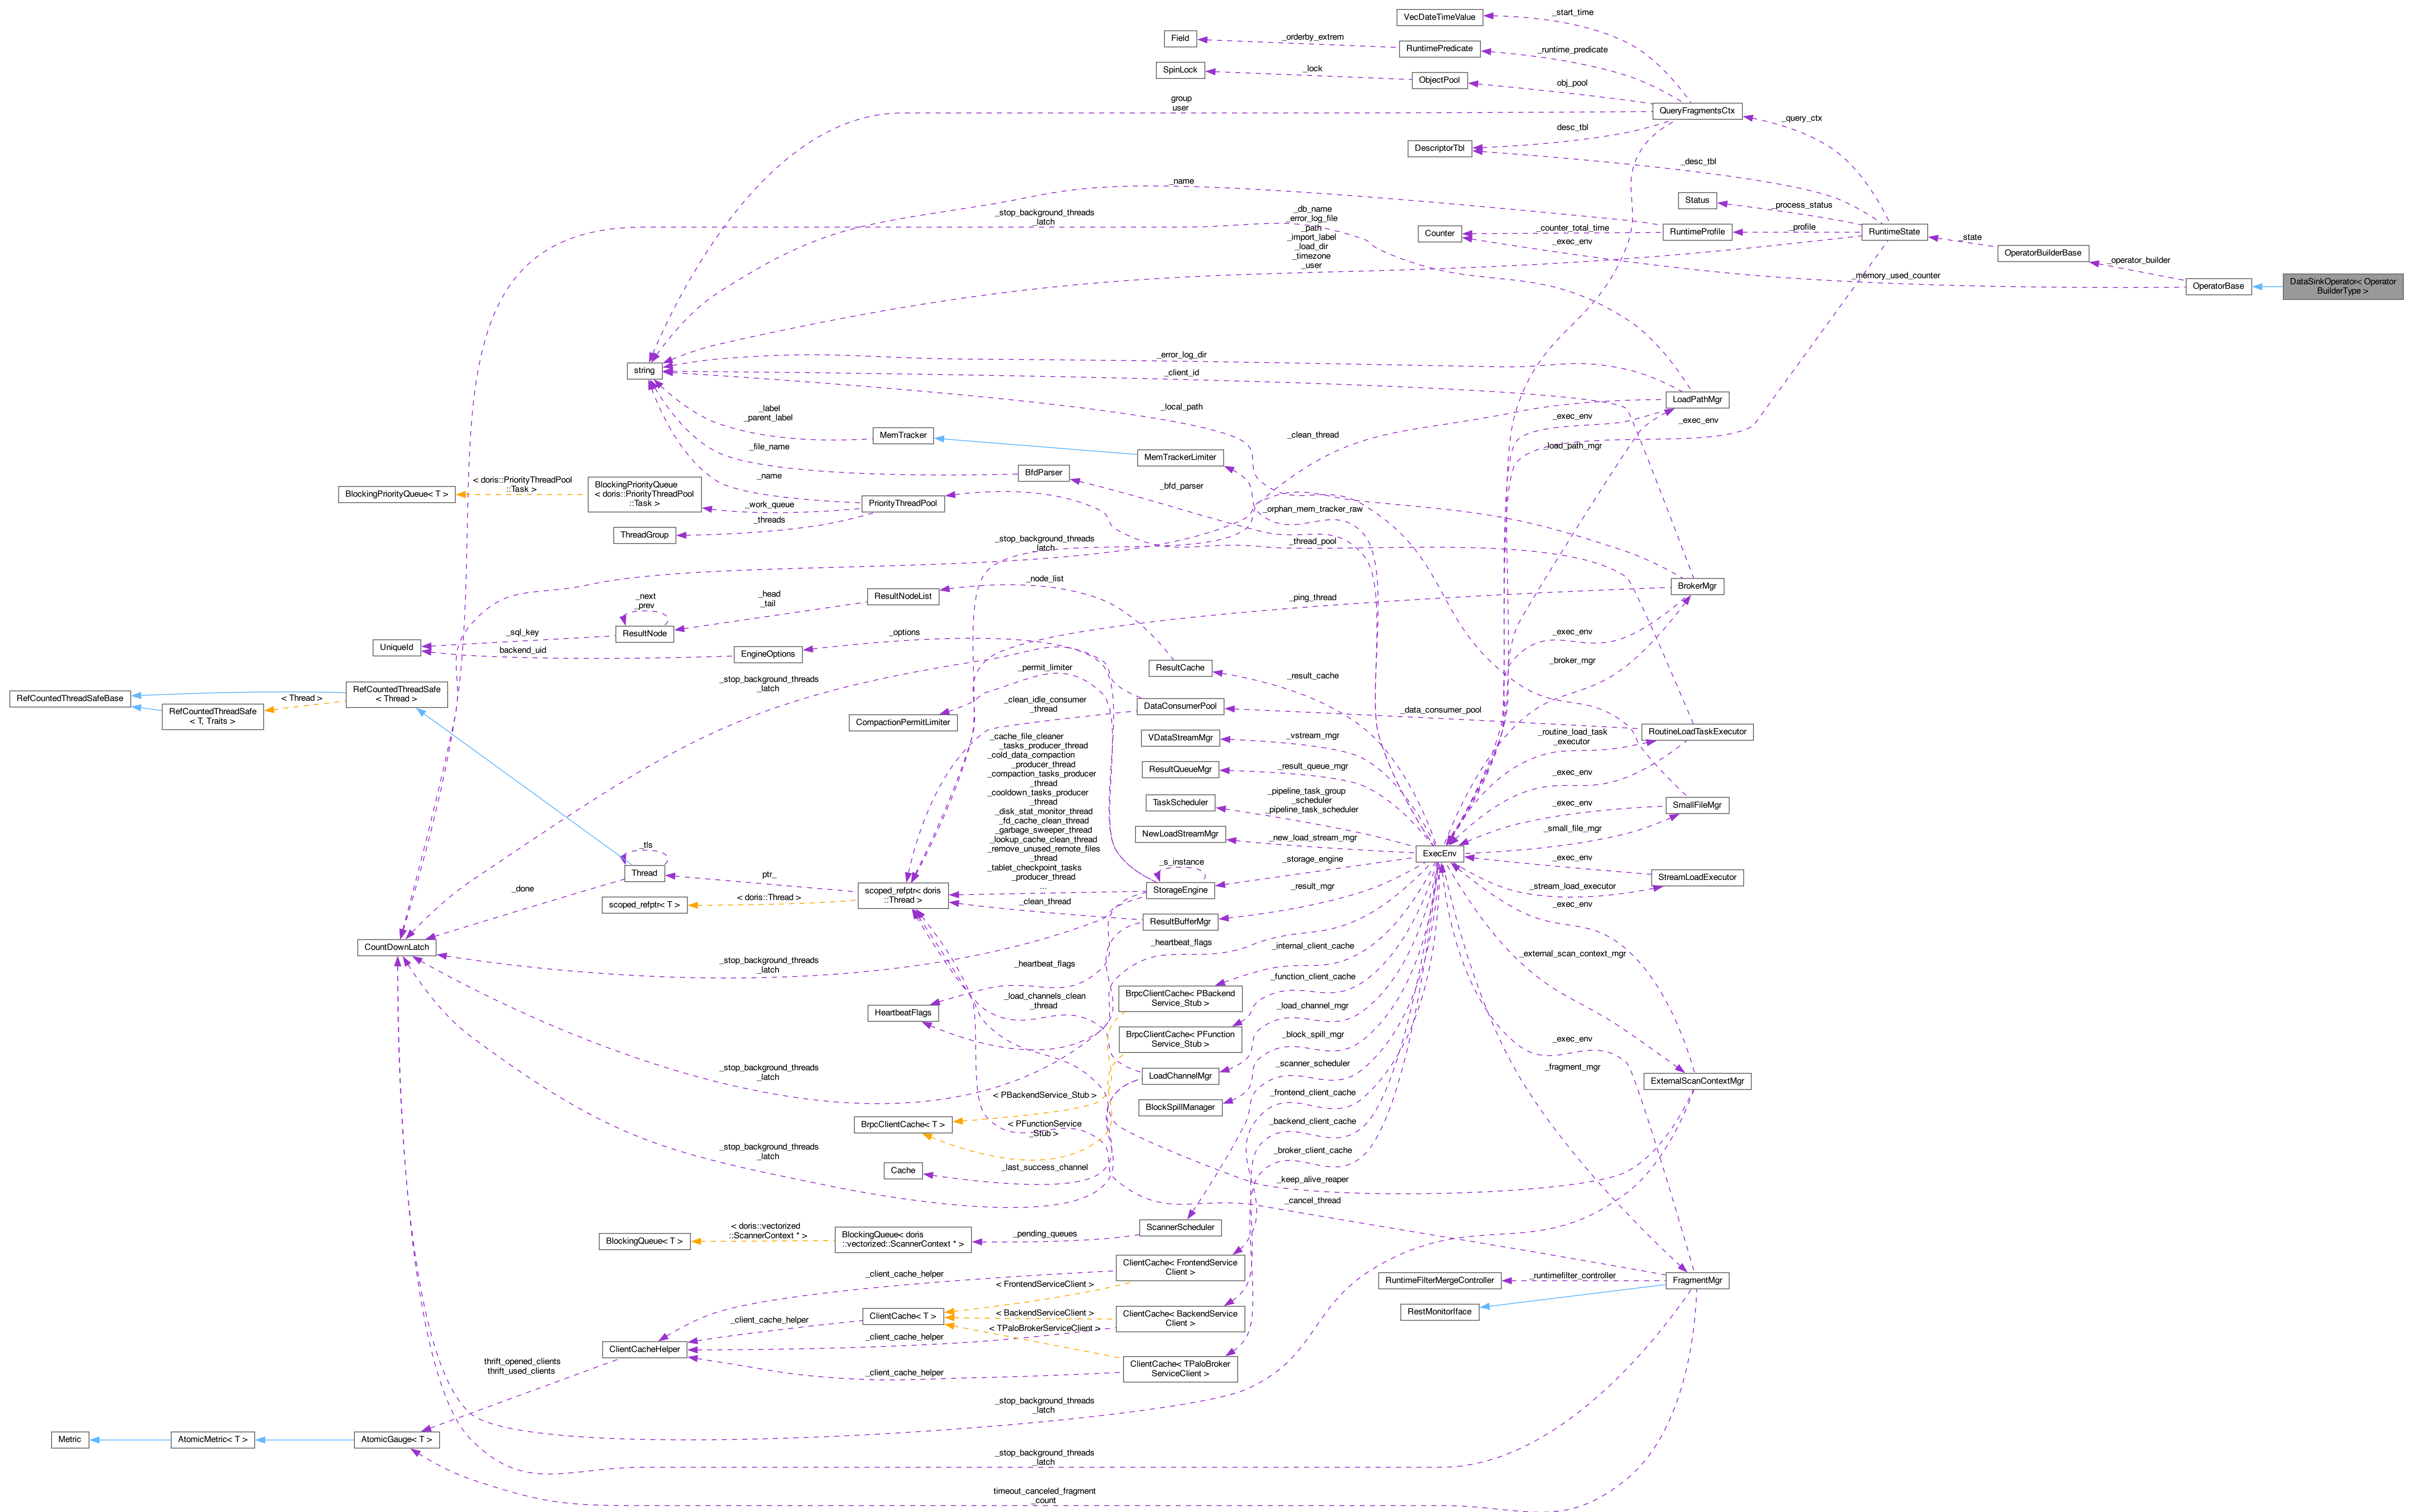 VecDateTimeValue
_start_time
Field
_orderby_extrem
RuntimePredicate
_runtime_predicate
SpinLock
_lock
ObjectPool
obj_pool
group
user
QueryFragmentsCtx
_query_ctx
desc_tbl
DescriptorTbl
_desc_tbl
_name
Status
_process_status
_stop_background_threads
_latch
_db_name
_error_log_file
_path
_import_label
_load_dir
_timezone
_user
Counter
_counter_total_time
_exec_env
RuntimeProfile
_profile
RuntimeState
_state
OperatorBuilderBase
_operator_builder
_memory_used_counter
OperatorBase
DataSinkOperator< Operator
BuilderType >
string
_error_log_dir
_client_id
_local_path
LoadPathMgr
_label
_parent_label
MemTracker
_clean_thread
_exec_env
_exec_env
_load_path_mgr
_file_name
MemTrackerLimiter
BfdParser
_name
_bfd_parser
BlockingPriorityQueue< T >
< doris::PriorityThreadPool
::Task >
BlockingPriorityQueue
< doris::PriorityThreadPool
::Task >
_work_queue
PriorityThreadPool
_orphan_mem_tracker_raw
ThreadGroup
_threads
_stop_background_threads
_latch
_thread_pool
_node_list
BrokerMgr
ResultNodeList
_head
_tail
_next
_prev
_ping_thread
ResultNode
_sql_key
UniqueId
backend_uid
EngineOptions
_options
_exec_env
_broker_mgr
ResultCache
_result_cache
_permit_limiter
_stop_background_threads
_latch
RefCountedThreadSafeBase
RefCountedThreadSafe
< Thread >
< Thread >
RefCountedThreadSafe
< T, Traits >
_clean_idle_consumer
_thread
DataConsumerPool
_data_consumer_pool
CompactionPermitLimiter
RoutineLoadTaskExecutor
_routine_load_task
_executor
VDataStreamMgr
_vstream_mgr
_cache_file_cleaner
_tasks_producer_thread
_cold_data_compaction
_producer_thread
_compaction_tasks_producer
_thread
_cooldown_tasks_producer
_thread
_disk_stat_monitor_thread
_fd_cache_clean_thread
_garbage_sweeper_thread
_lookup_cache_clean_thread
_remove_unused_remote_files
_thread
_tablet_checkpoint_tasks
_producer_thread
...
ResultQueueMgr
_result_queue_mgr
_exec_env
TaskScheduler
_pipeline_task_group
_scheduler
_pipeline_task_scheduler
_exec_env
SmallFileMgr
NewLoadStreamMgr
_new_load_stream_mgr
_small_file_mgr
ExecEnv
_storage_engine
_exec_env
_tls
Thread
ptr_
_s_instance
StorageEngine
StreamLoadExecutor
_stream_load_executor
_done
scoped_refptr< T >
< doris::Thread >
scoped_refptr< doris
::Thread >
_clean_thread
_result_mgr
ResultBufferMgr
_exec_env
CountDownLatch
_heartbeat_flags
_internal_client_cache
_external_scan_context_mgr
_stop_background_threads
_latch
_heartbeat_flags
_function_client_cache
BrpcClientCache< PBackend
Service_Stub >
_load_channels_clean
_thread
_load_channel_mgr
HeartbeatFlags
BrpcClientCache< PFunction
Service_Stub >
_block_spill_mgr
_exec_env
_stop_background_threads
_latch
_scanner_scheduler
_fragment_mgr
LoadChannelMgr
ExternalScanContextMgr
< PBackendService_Stub >
_frontend_client_cache
BlockSpillManager
BrpcClientCache< T >
< PFunctionService
_Stub >
_backend_client_cache
_stop_background_threads
_latch
_broker_client_cache
Cache
_last_success_channel
_keep_alive_reaper
_cancel_thread
ScannerScheduler
BlockingQueue< T >
< doris::vectorized
::ScannerContext * >
BlockingQueue< doris
::vectorized::ScannerContext * >
_pending_queues
ClientCache< FrontendService
Client >
_client_cache_helper
< FrontendServiceClient >
RuntimeFilterMergeController
_runtimefilter_controller
FragmentMgr
RestMonitorIface
ClientCache< T >
< BackendServiceClient >
ClientCache< BackendService
Client >
_client_cache_helper
< TPaloBrokerServiceClient >
_client_cache_helper
ClientCacheHelper
thrift_opened_clients
thrift_used_clients
_client_cache_helper
ClientCache< TPaloBroker
ServiceClient >
_stop_background_threads
_latch
Metric
AtomicMetric< T >
AtomicGauge< T >
_stop_background_threads
_latch
timeout_canceled_fragment
_count